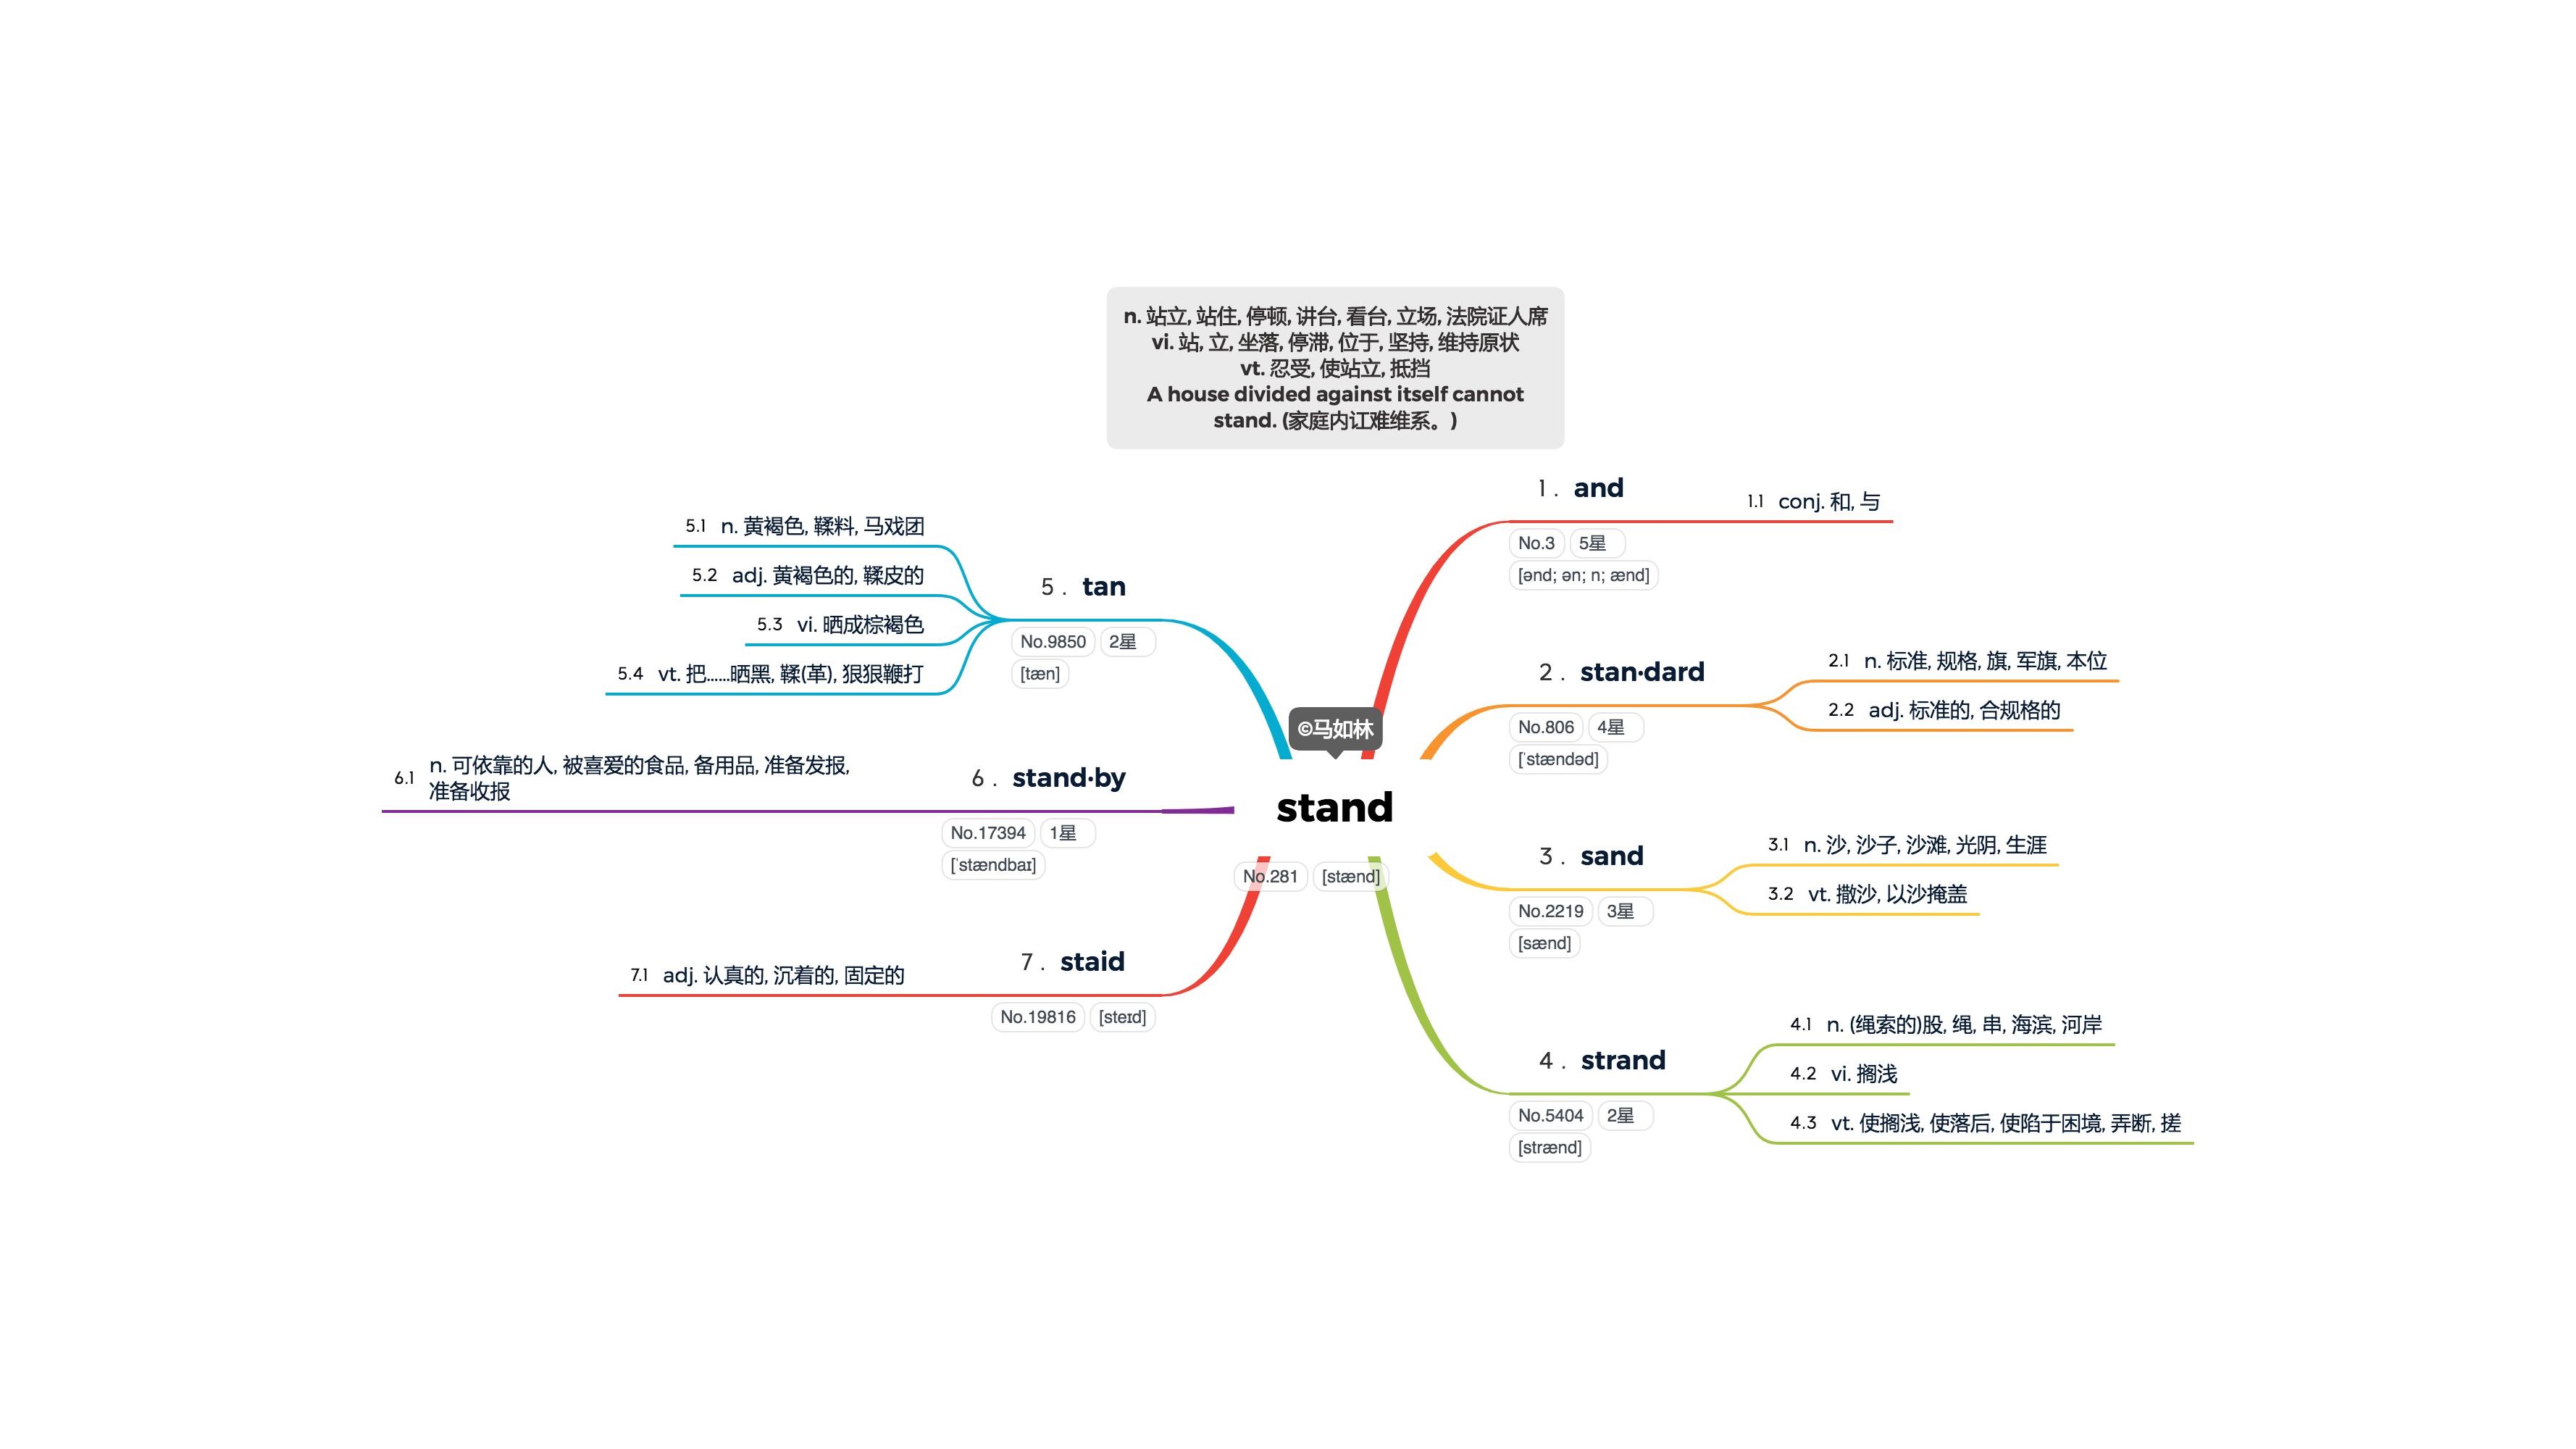 n. 站立, 站住, 停顿, 讲台, 看台, 立场, 法院证人席
vi. 站, 立, 坐落, 停滞, 位于, 坚持, 维持原状
vt. 忍受, 使站立, 抵挡
A house divided against itself cannot
stand. (家庭内讧难维系。)
©马如林
stand
No.281 [stænd]
1 . and
No.3 5星
[ənd; ən; n; ænd]
1.1 conj. 和, 与
2 . stan·dard
No.806 4星
[ˈstændəd]
2.1 n. 标准, 规格, 旗, 军旗, 本位
2.2 adj. 标准的, 合规格的
3 . sand
No.2219 3星
[sænd]
3.1 n. 沙, 沙子, 沙滩, 光阴, 生涯
3.2 vt. 撒沙, 以沙掩盖
4 . strand
No.5404 2星
[strænd]
4.1 n. (绳索的)股, 绳, 串, 海滨, 河岸
4.2 vi. 搁浅
4.3 vt. 使搁浅, 使落后, 使陷于困境, 弄断, 搓
5 . tan
No.9850 2星
[tæn]
5.1 n. 黄褐色, 鞣料, 马戏团
5.2 adj. 黄褐色的, 鞣皮的
5.3 vi. 晒成棕褐色
5.4 vt. 把……晒黑, 鞣(革), 狠狠鞭打
6 . stand·by
No.17394 1星
[ˈstændbaɪ]
6.1 n. 可依靠的人, 被喜爱的食品, 备用品, 准备发报,
准备收报
7 . staid
No.19816 [steɪd]
7.1 adj. 认真的, 沉着的, 固定的